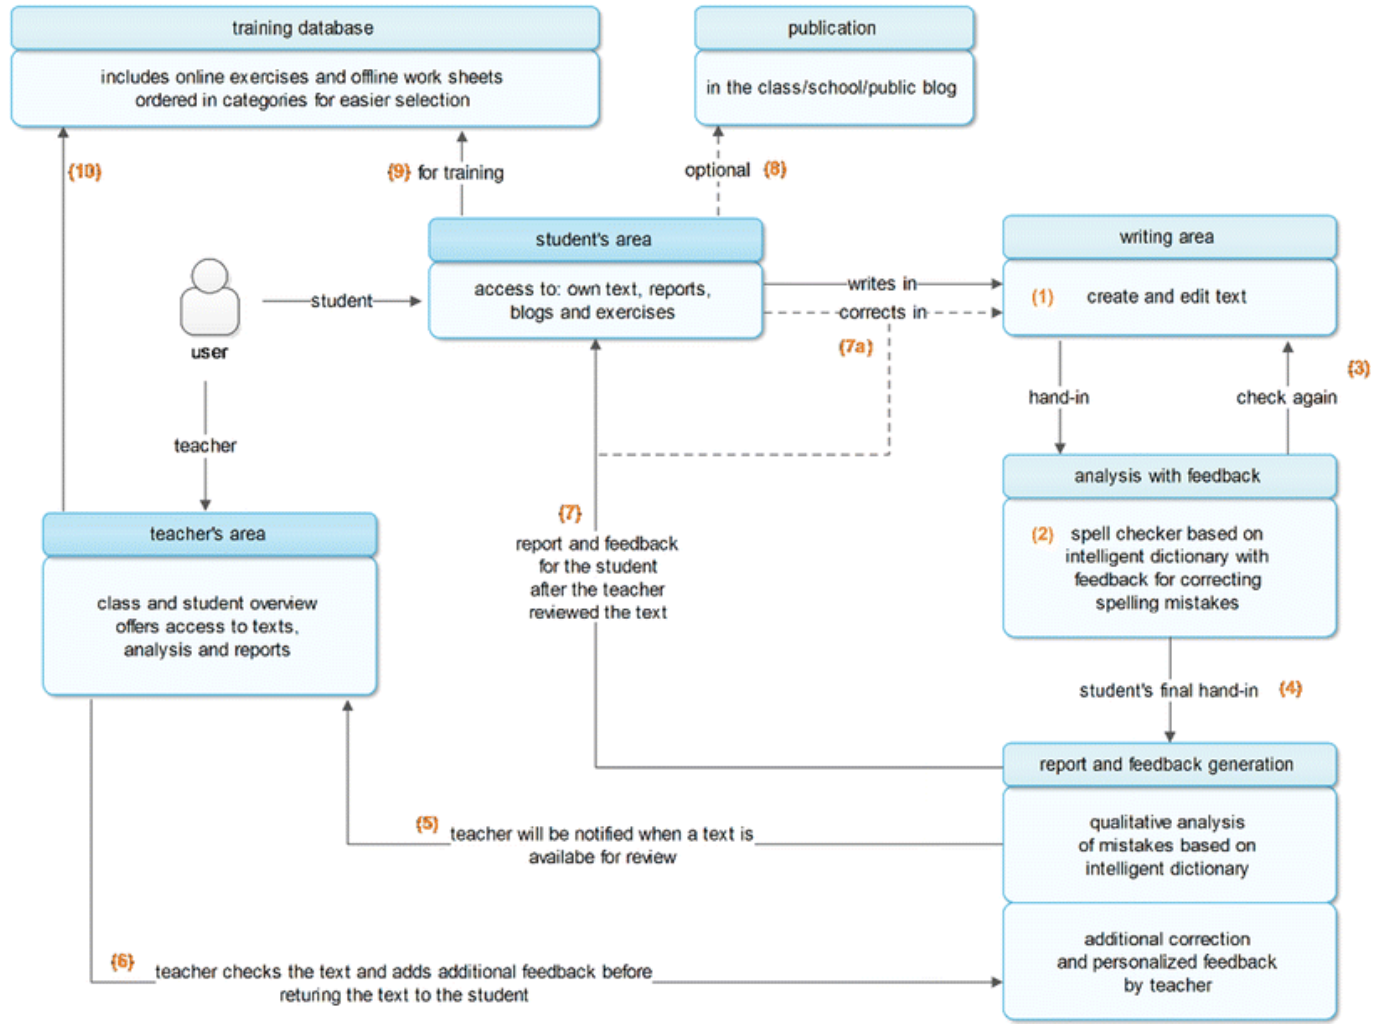 training database
includes online exercises and offline work sheets
ordered in categories for easier selection
publication
in the class/school/public blog
{10}
{9} for training
optional {8}
student's area
access to: own text, reports,
blogs and exercises
writing area
(1) create and edit text
user
student
teacher
writes in
corrects in
{7a}
hand-in
check again
{3}
teacher's area
class and student overview
offers access to texts,
analysis and reports
{7}
report and feedback
for the student
after the teacher
reviewed the text
analysis with feedback
(2) spell checker based on
intelligent dictionary with
feedback for correcting
spelling mistakes
student's final hand-in {4}
report and feedback generation
qualitative analysis
of mistakes based on
intelligent dictionary
additional correction
and personalized feedback
by teacher
{5} teacher will be notified when a text is
availabe for review
{6} teacher checks the text and adds additional feedback before
returing the text to the student